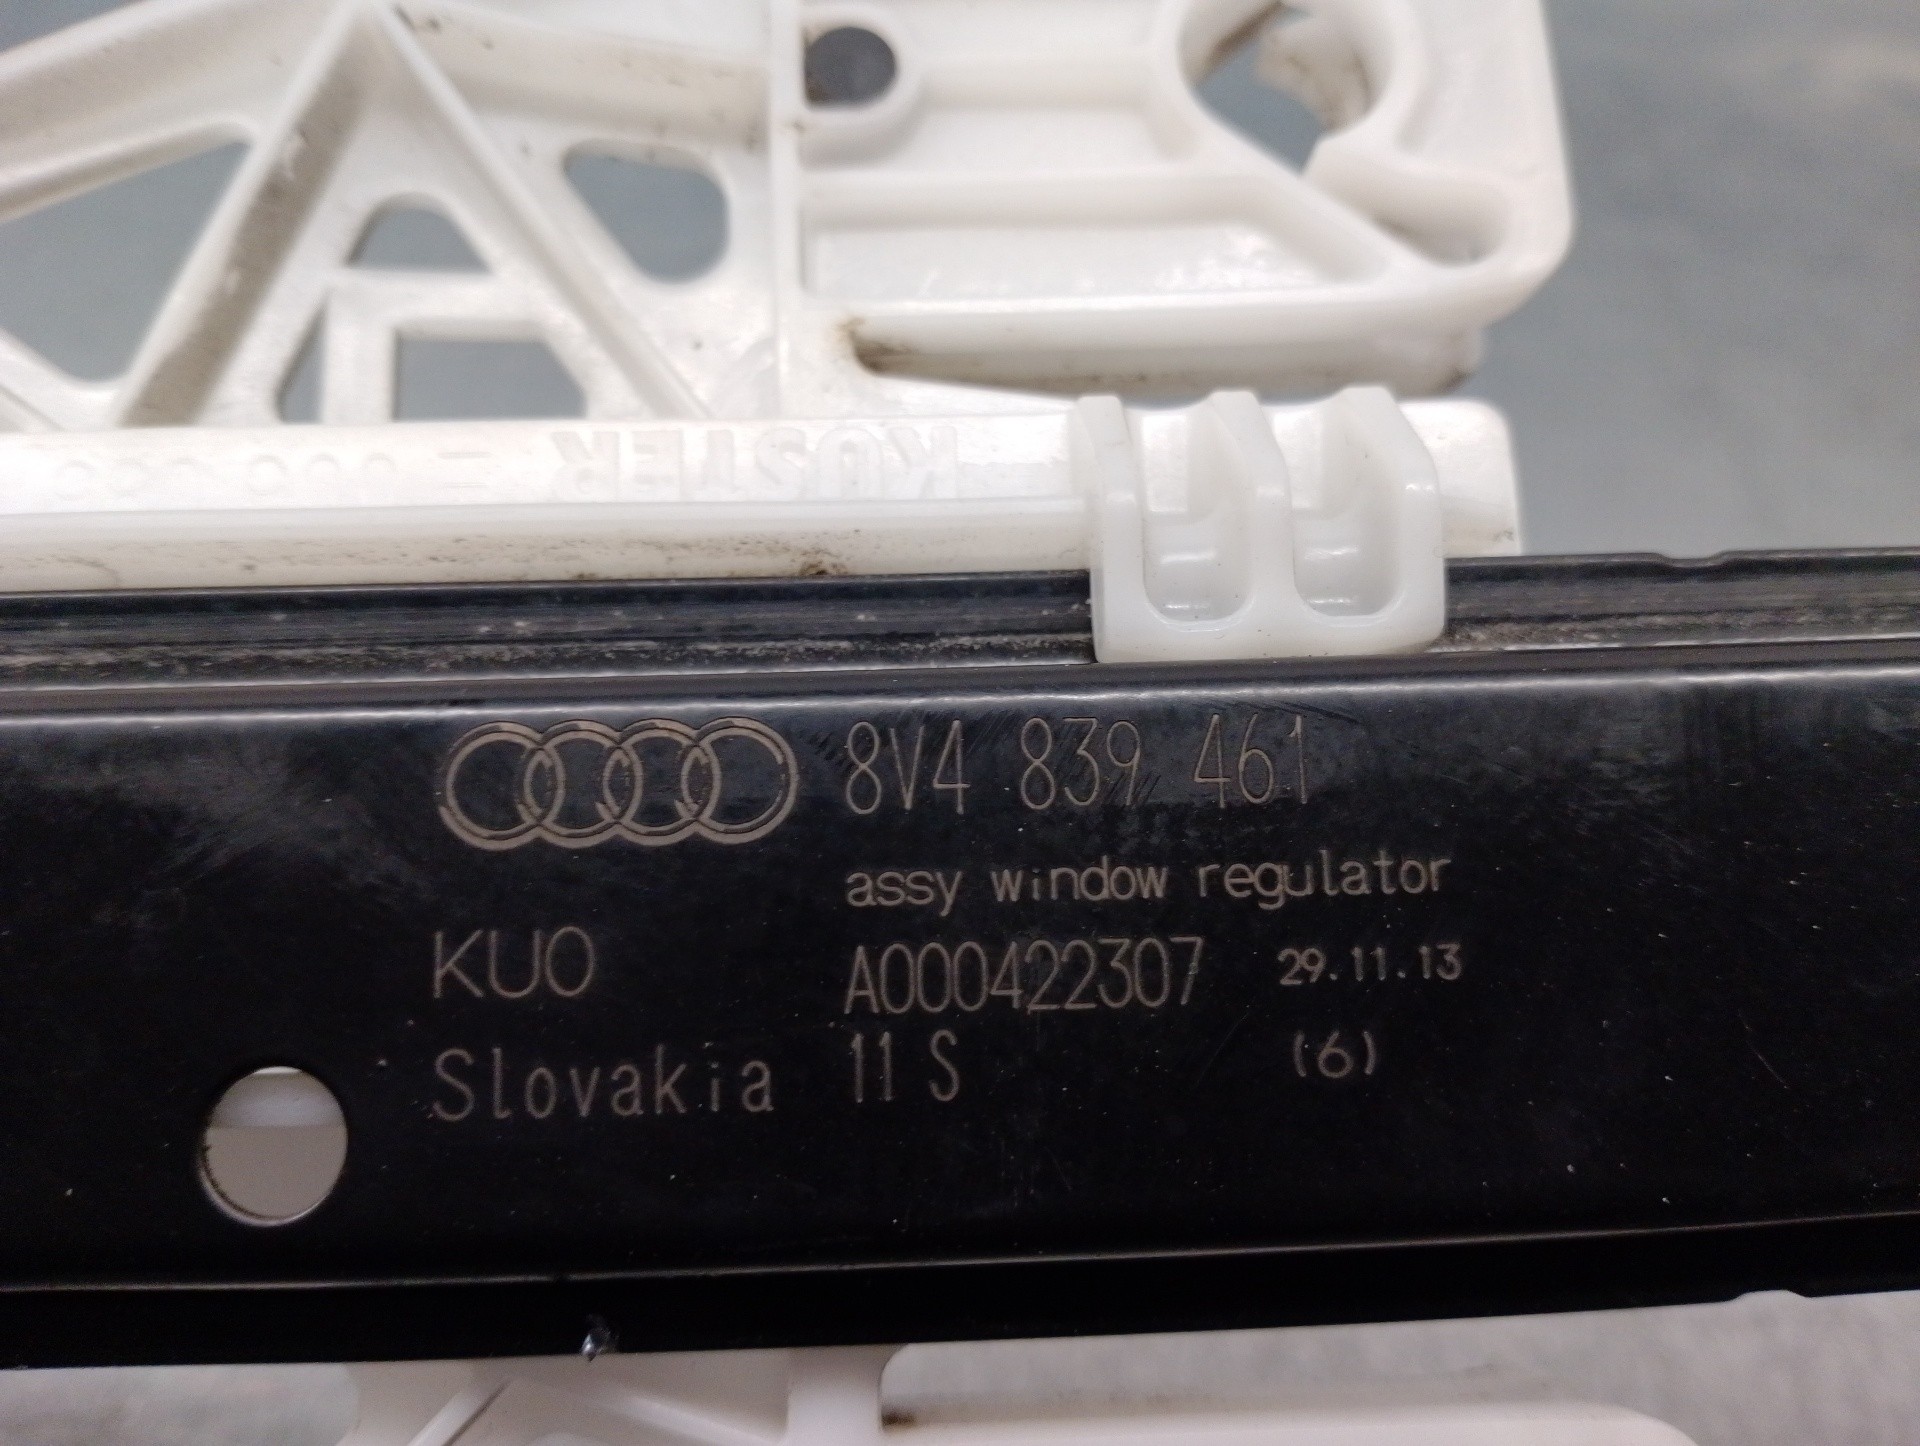 KÜSTER
8V4 839 461
assy window regulator
KUO A000422307 29.11.13
Slovakia 11 S (6)